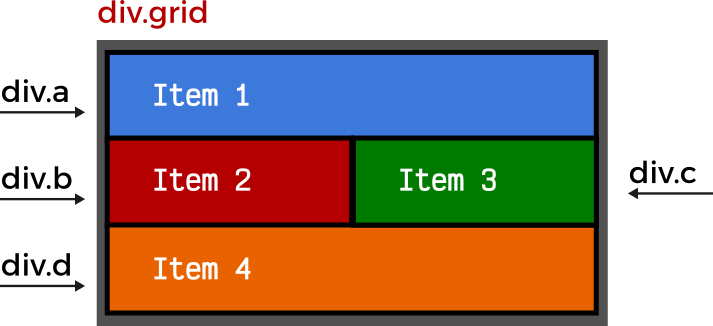 div.grid
div.a
Item 1
div.b
Item 2
Item 3
div.c
div.d
Item 4